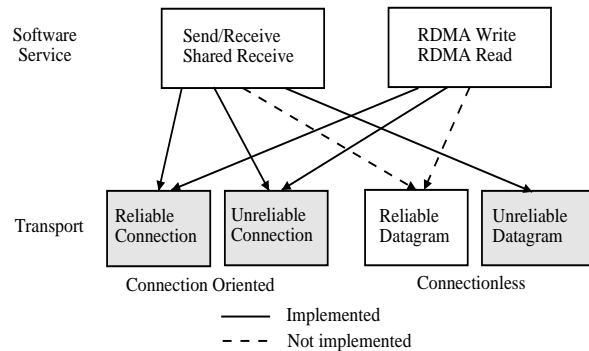 Software
Service
Send/Receive
Shared Receive
RDMA Write
RDMA Read
Transport
Reliable
Connection
Unreliable
Connection
Reliable
Datagram
Unreliable
Datagram
Connection Oriented
Connectionless
Implemented
Not implemented